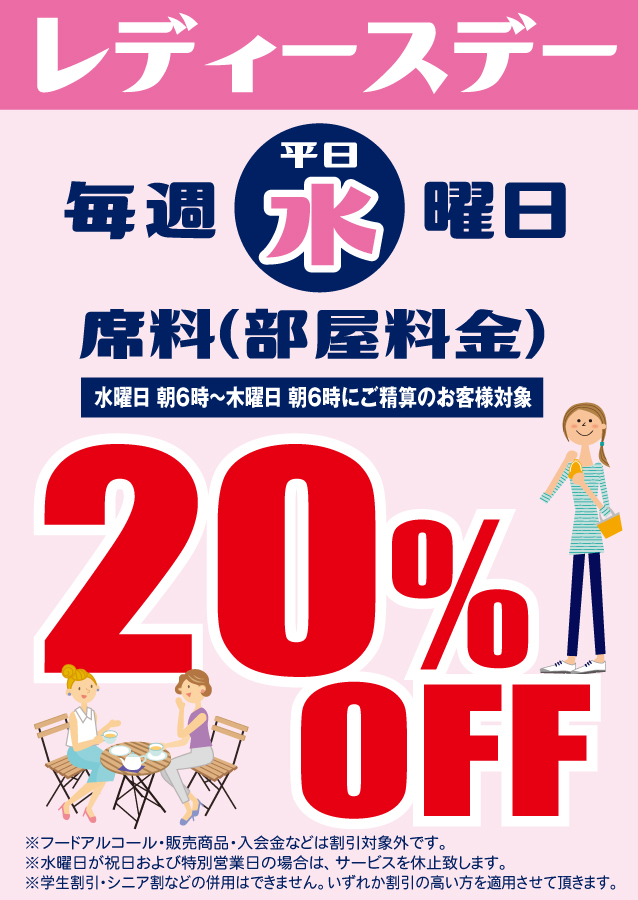 レディースデー
平日
毎週水曜日
席料(部屋料金)
水曜日 朝6時〜木曜日 朝6時にご精算のお客様対象
20%
OFF
※フードアルコール・販売商品・入会金などは割引対象外です。
※水曜日が祝日および特別営業日の場合は、サービスを休止致します。
※学生割引・シニア割などの併用はできません。いずれか割引の高い方を適用させて頂きます。